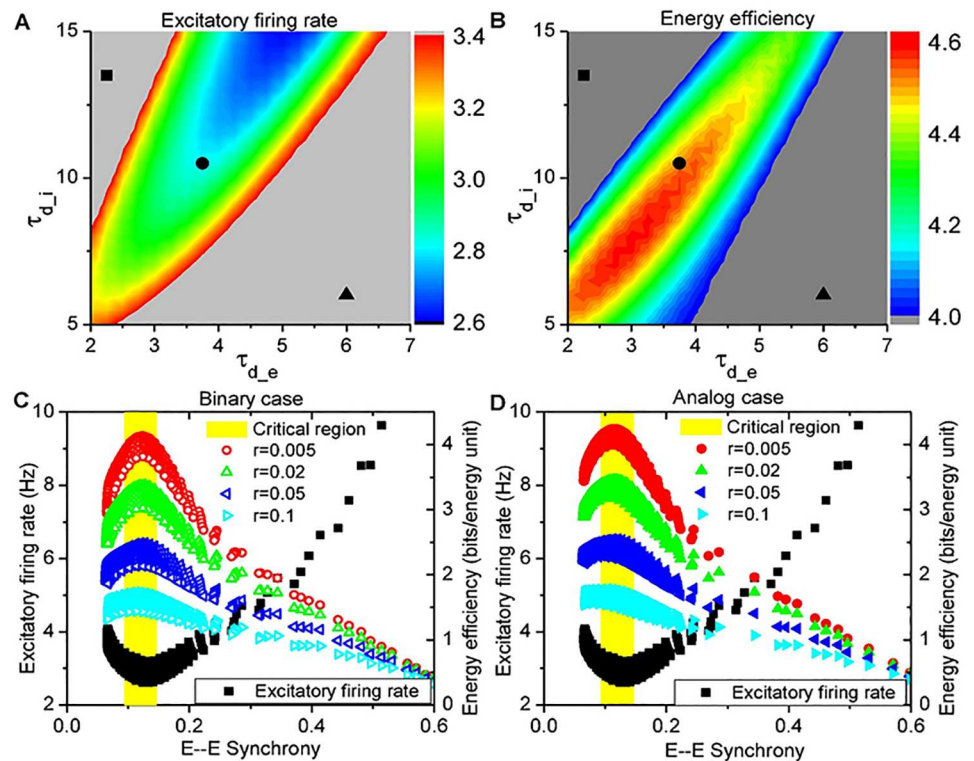 A Excitatory firing rate
15
10
5
τd_i
2 3 4 5 6 7
τd_e
3.4
3.0
2.8
2.6
B Energy efficiency
15
10
5
τd_i
2 3 4 5 6 7
τd_e
4.6
4.4
4.2
4.0
C Binary case
10
8
6
4
2
Excitatory firing rate (Hz)
Critical region
r=0.005
r=0.02
r=0.05
r=0.1
Excitatory firing rate
4
3
2
1
0
Energy efficiency (bits/energy unit)
0.0 0.2 0.4 0.6
E--E Synchrony
D Analog case
10
8
6
4
2
Excitatory firing rate (Hz)
Critical region
r=0.005
r=0.02
r=0.05
r=0.1
Excitatory firing rate
4
3
2
1
0
Energy efficiency (bits/energy unit)
0.0 0.2 0.4 0.6
E--E Synchrony